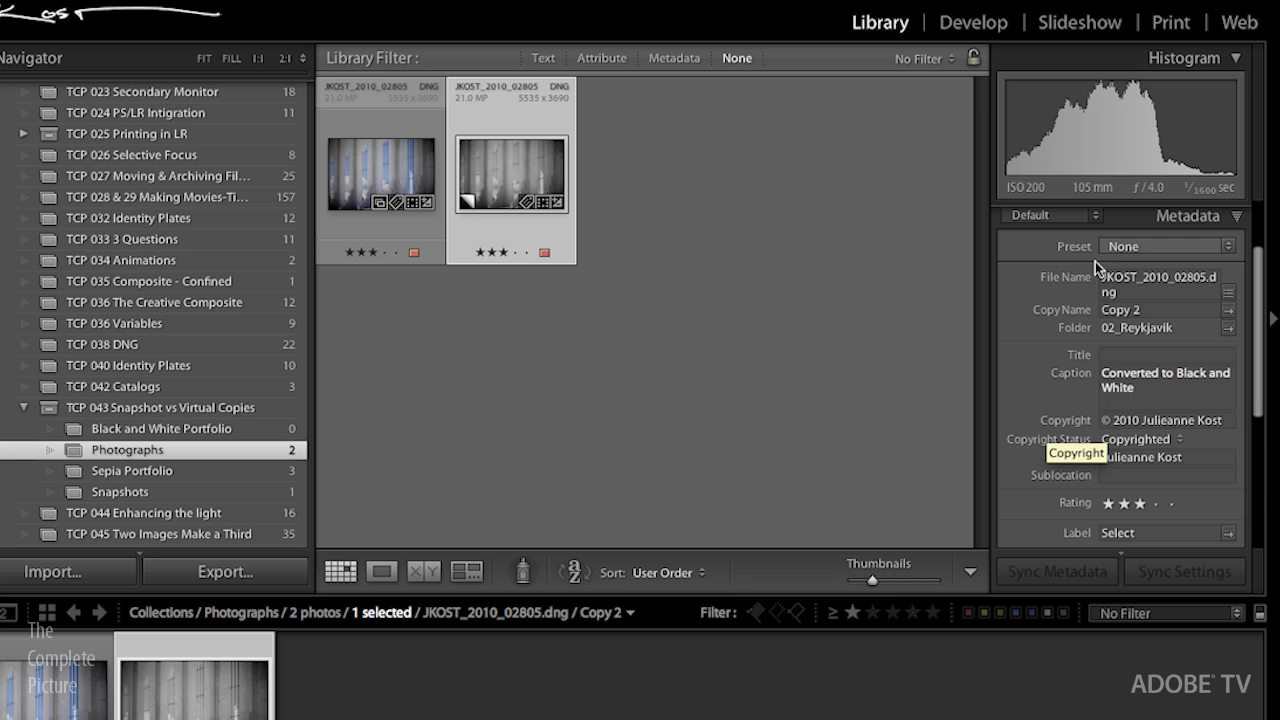 Kost
Library | Develop | Slideshow | Print | Web
Navigator FIT FILL 1:1 2:1
Library Filter : Text Attribute Metadata None No Filter
Histogram
TCP 023 Secondary Monitor 18
TCP 024 PS/LR Intigration 11
TCP 025 Printing in LR
TCP 026 Selective Focus 8
TCP 027 Moving & Archiving Fil... 25
TCP 028 & 29 Making Movies-Ti... 157
TCP 032 Identity Plates 12
TCP 033 3 Questions 11
TCP 034 Animations 2
TCP 035 Composite - Confined 1
TCP 036 The Creative Composite 12
TCP 036 Variables 9
TCP 038 DNG 22
TCP 040 Identity Plates 10
TCP 042 Catalogs 3
TCP 043 Snapshot vs Virtual Copies
Black and White Portfolio 0
Photographs 2
Sepia Portfolio 3
Snapshots 1
TCP 044 Enhancing the light 16
TCP 045 Two Images Make a Third 35
Import... Export...
JKOST_2010_02805 DNG
21.0 MP 5535 x 3690
JKOST_2010_02805 DNG
21.0 MP 5535 x 3690
ISO 200 105 mm ƒ / 4.0 1/1600 sec
Default Metadata
Preset None
File Name JKOST_2010_02805.d
ng
Copy Name Copy 2
Folder 02_Reykjavik
Title
Caption Converted to Black and
White
Copyright © 2010 Julieanne Kost
Copyright Status Copyrighted
Copyright
Julieanne Kost
Sublocation
Rating
Label Select
Sync Metadata Sync Settings
X Y
a
z
Sort: User Order
Thumbnails
2 Collections / Photographs / 2 photos / 1 selected / JKOST_2010_02805.dng / Copy 2
Filter : ≥ No Filter
The
Complete
Picture
ADOBE® TV